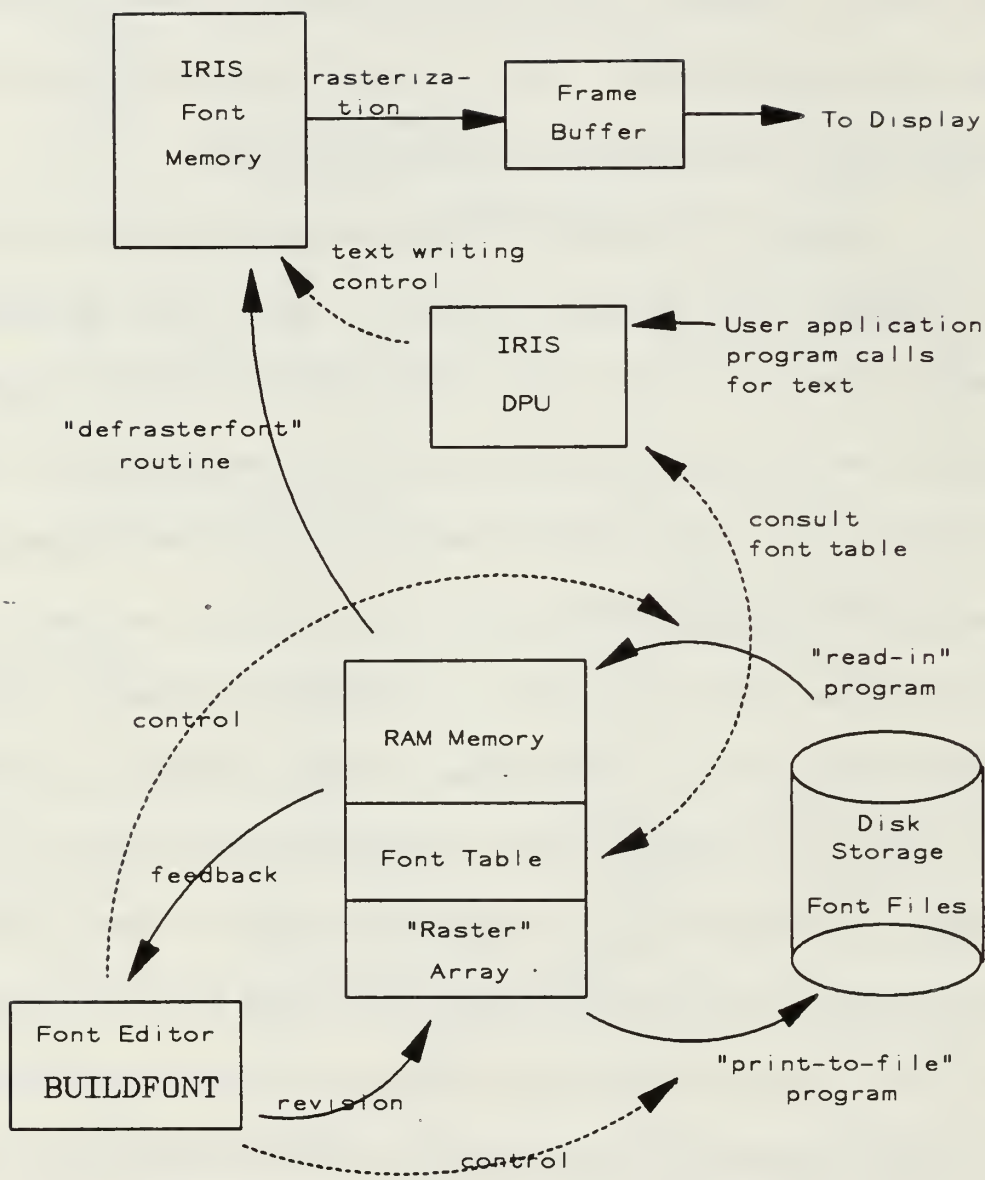 IRIS
Font
Memory
rasteriza-
tion
Frame
Buffer
To Display
text writing
control
IRIS
DPU
User application
program calls
for text
"defrasterfont"
routine
consult
font table
"read-in"
program
control
RAM Memory
Font Table
"Raster"
Array
feedback
Disk
Storage
Font Files
Font Editor
BUILDFONT
revision
"print-to-file"
program
control